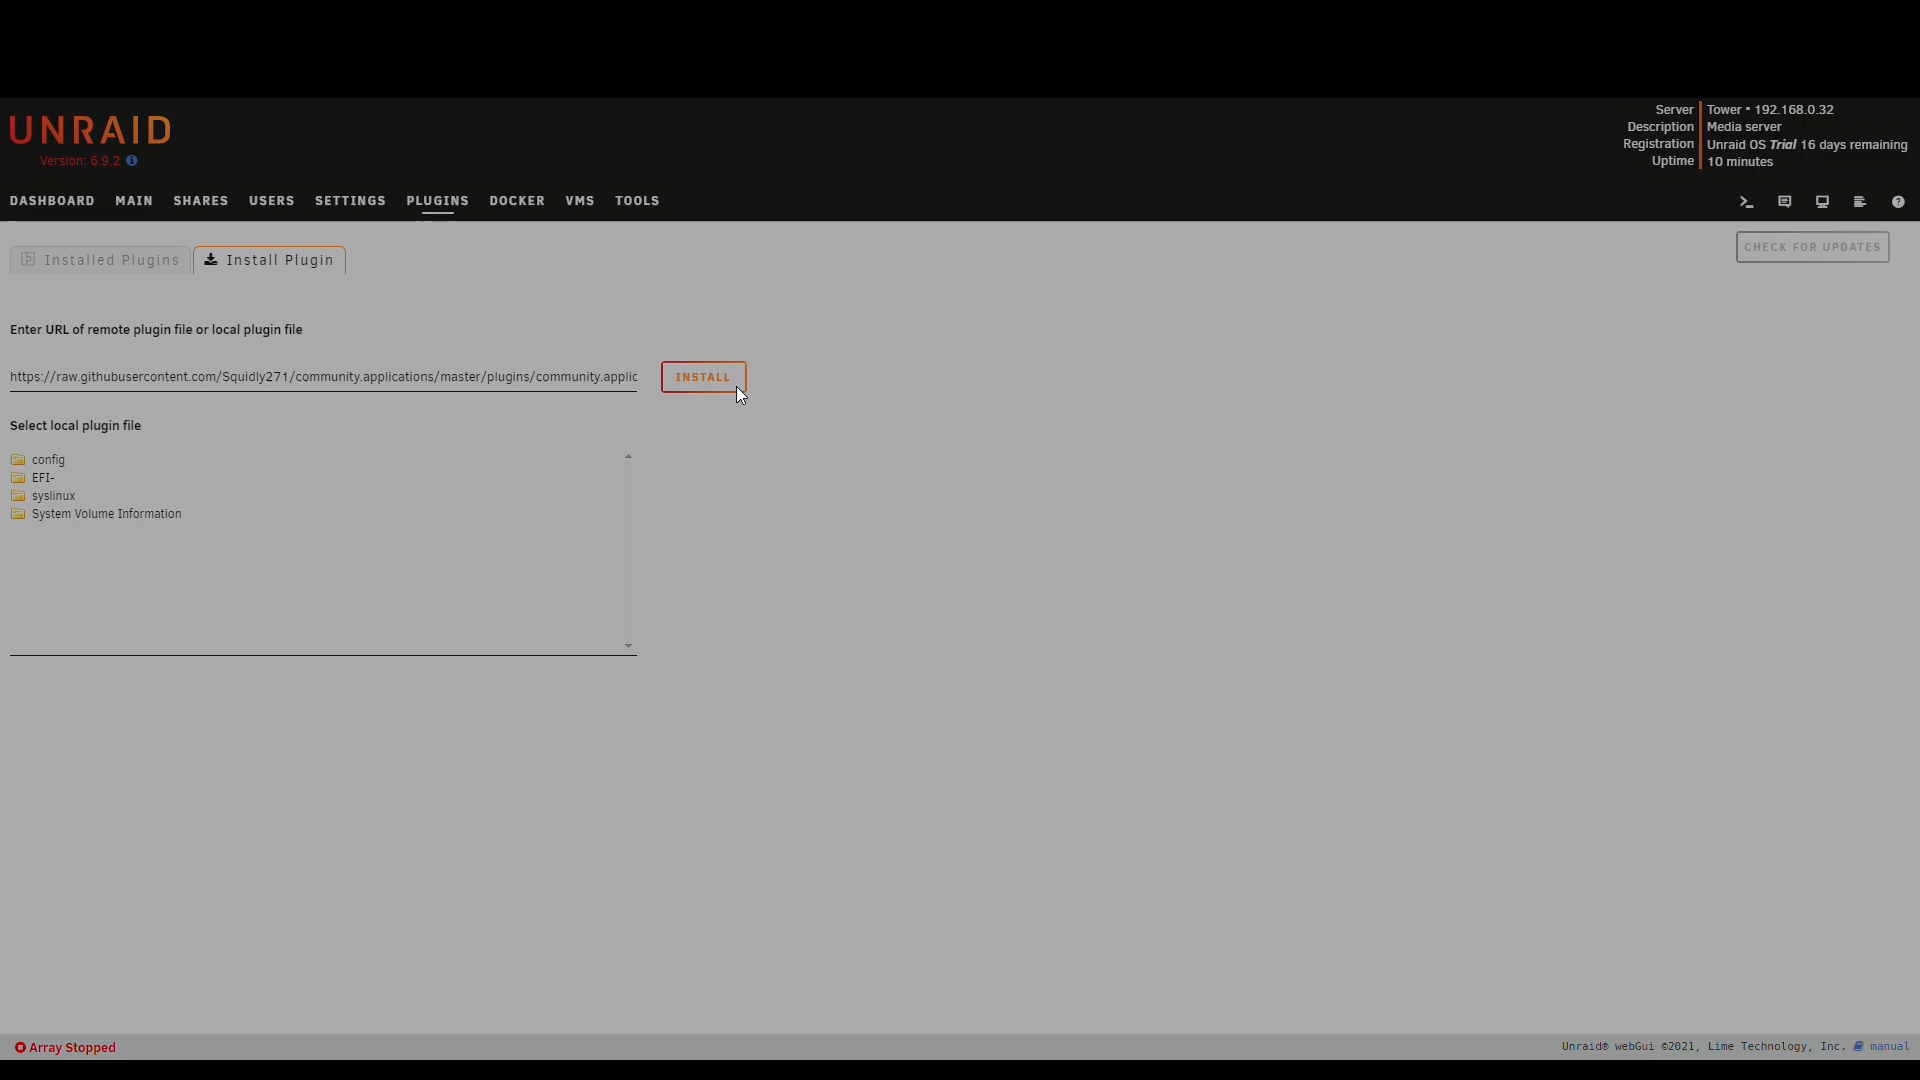 UNRAID
Version: 6.9.2
Server
Tower • 192.168.0.32
Description
Media server
Registration
Unraid OS Trial 16 days remaining
Uptime
10 minutes
DASHBOARD MAIN SHARES USERS SETTINGS PLUGINS DOCKER VMS TOOLS
Installed Plugins
Install Plugin
CHECK FOR UPDATES
Enter URL of remote plugin file or local plugin file
https://raw.githubusercontent.com/Squidly271/community.applications/master/plugins/community.applic
INSTALL
Select local plugin file
config
EFI-
syslinux
System Volume Information
Array Stopped
Unraid® webGui ©2021, Lime Technology, Inc. manual